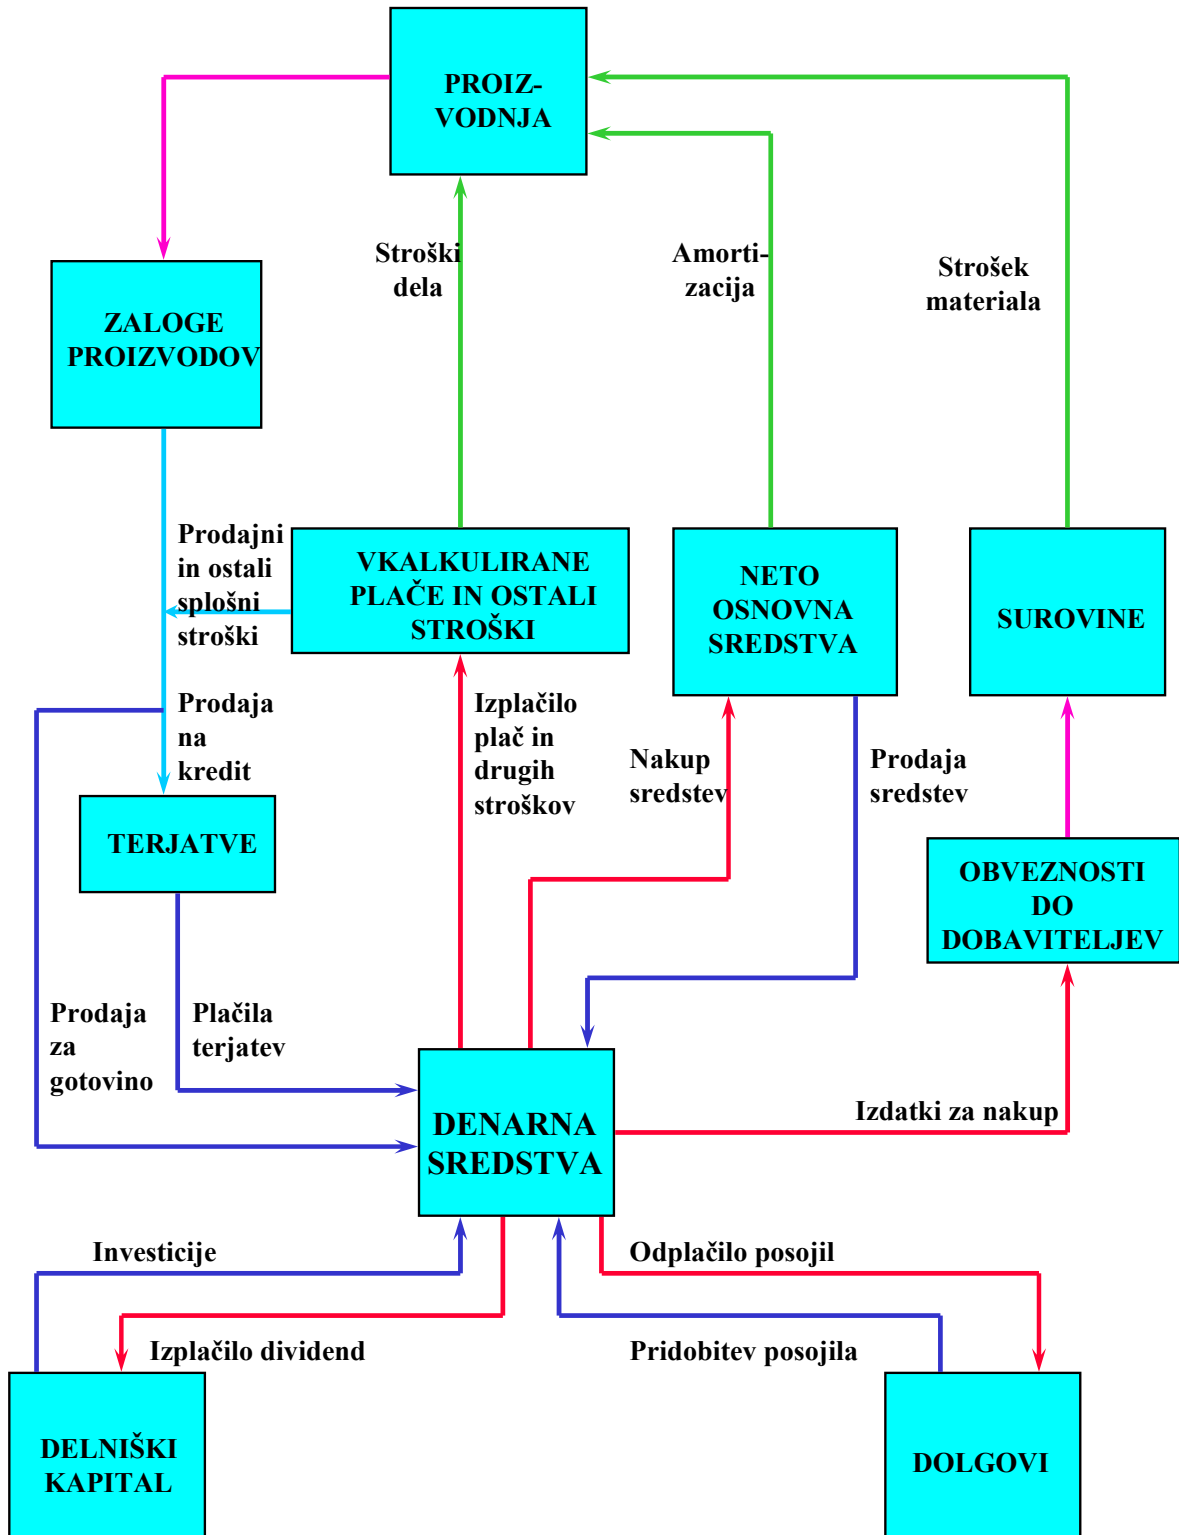 PROIZ-
VODNJA
Stroški
dela
Amorti-
zacija
Strošek
materiala
ZALOGE
PROIZVODOV
Prodajni
in ostali
splošni
stroški
VKALKULIRANE
PLAČE IN OSTALI
STROŠKI
NETO
OSNOVNA
SREDSTVA
SUROVINE
Prodaja
na
kredit
Izplačilo
plač in
drugih
stroškov
Nakup
sredstev
Prodaja
sredstev
TERJATVE
OBVEZNOSTI
DO
DOBAVITELJEV
Prodaja
za
gotovino
Plačila
terjatev
DENARNA
SREDSTVA
Izdatki za nakup
Investicije
Odplačilo posojil
Izplačilo dividend
Pridobitev posojila
DELNIŠKI
KAPITAL
DOLGOVI